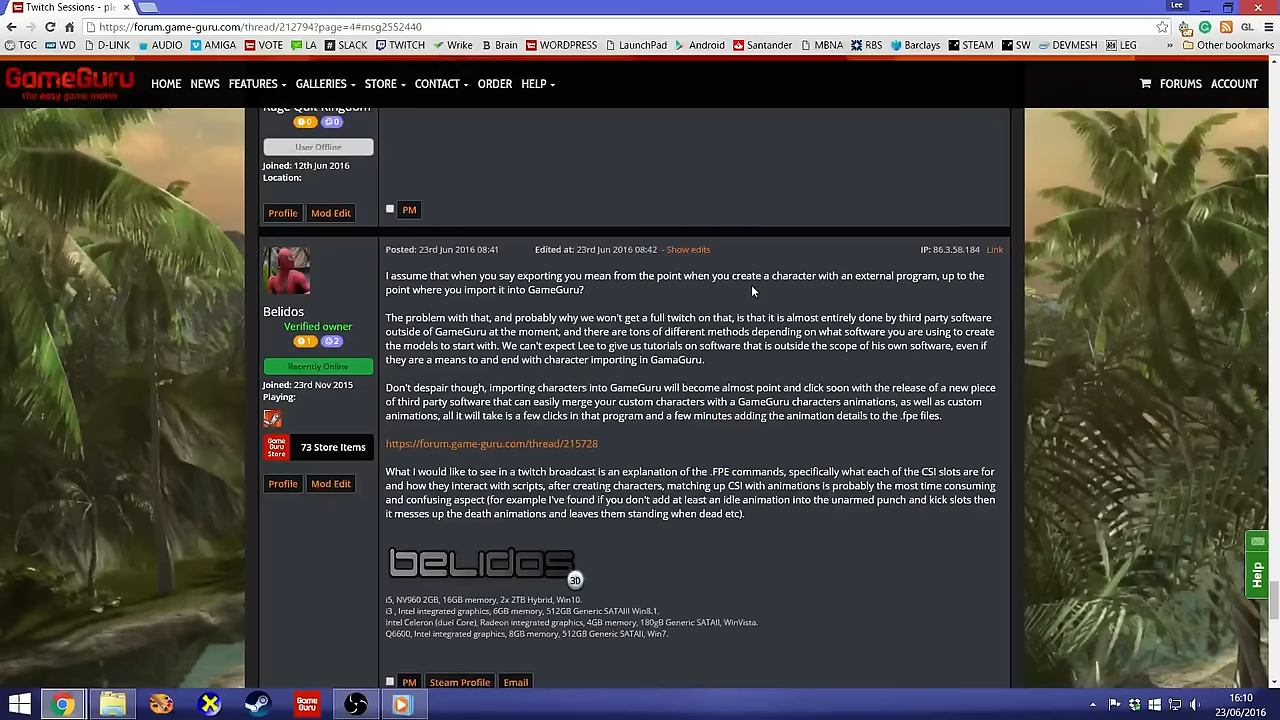 Twitch Sessions - ple
Lee
https://forum.game-guru.com/thread/212794?page=4#msg2552440
GL
TGC
WD
D-LINK
AUDIO
AMIGA
VOTE
LA
SLACK
TWITCH
Wrike
Brain
WORDPRESS
LaunchPad
Android
Santander
MBNA
RBS
Barclays
STEAM
SW
DEVMESH
LEG
»
Other bookmarks
GameGuru
the easy game maker
HOME NEWS FEATURES GALLERIES STORE CONTACT ORDER HELP
FORUMS ACCOUNT
Rage Quit Kingdom
0 0
User Offline
Joined: 12th Jun 2016
Location:
Profile Mod Edit
PM
Posted: 23rd Jun 2016 08:41 Edited at: 23rd Jun 2016 08:42 - Show edits IP: 86.3.58.184 Link
Belidos
Verified owner
1 2
Recently Online
Joined: 23rd Nov 2015
Playing:
Game Guru Store
73 Store Items
Profile Mod Edit
I assume that when you say exporting you mean from the point when you create a character with an external program, up to the
point where you import it into GameGuru?
The problem with that, and probably why we won't get a full twitch on that, is that it is almost entirely done by third party software
outside of GameGuru at the moment, and there are tons of different methods depending on what software you are using to create
the models to start with. We can't expect Lee to give us tutorials on software that is outside the scope of his own software, even if
they are a means to and end with character importing in GamaGuru.
Don't despair though, importing characters into GameGuru will become almost point and click soon with the release of a new piece
of third party software that can easily merge your custom characters with a GameGuru characters animations, as well as custom
animations, all it will take is a few clicks in that program and a few minutes adding the animation details to the .fpe files.
https://forum.game-guru.com/thread/215728
What I would like to see in a twitch broadcast is an explanation of the .FPE commands, specifically what each of the CSI slots are for
and how they interact with scripts, after creating characters, matching up CSI with animations is probably the most time consuming
and confusing aspect (for example I've found if you don't add at least an idle animation into the unarmed punch and kick slots then
it messes up the death animations and leaves them standing when dead etc).
BELIDOS
3D
i5, NV960 2GB, 16GB memory, 2x 2TB Hybrid, Win10.
i3 , Intel integrated graphics, 6GB memory, 512GB Generic SATAIII Win8.1.
Intel Celeron (duel Core), Radeon integrated graphics, 4GB memory, 180gB Generic SATAII, WinVista.
Q6600, Intel integrated graphics, 8GB memory, 512GB Generic SATAII, Win7.
PM Steam Profile Email
Help
Game Guru
16:10
23/06/2016